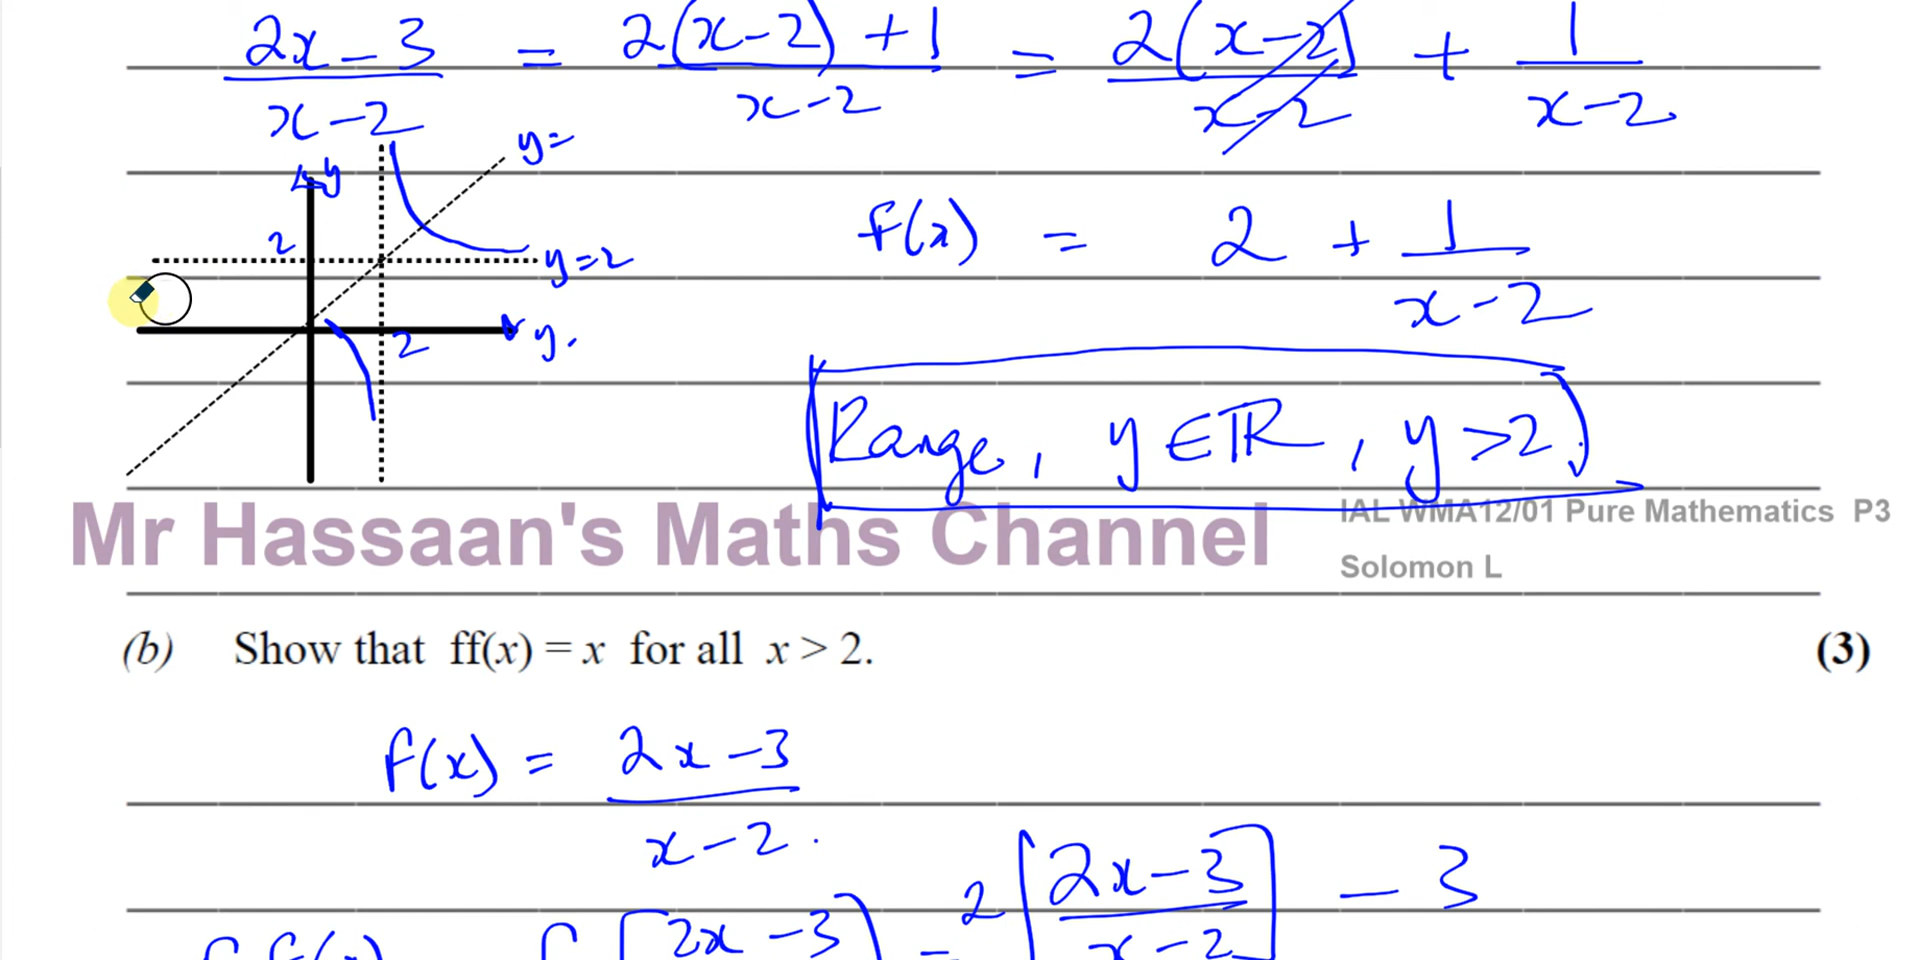 2x - 3 / x - 2 = 2(x-2) + 1 / x - 2 = 2(x-2) / x-2 + 1 / x - 2
y=
y
2
y=2
2
y.
f(x) = 2 + 1 / x - 2
Range, y ∈ ℝ, y > 2
Mr Hassaan's Maths Channel
IAL WMA12/01 Pure Mathematics P3
Solomon L
(b) Show that ff(x) = x for all x > 2. (3)
f(x) = 2x - 3 / x - 2.
2[2x - 3 / x - 2] - 3
[2x - 3